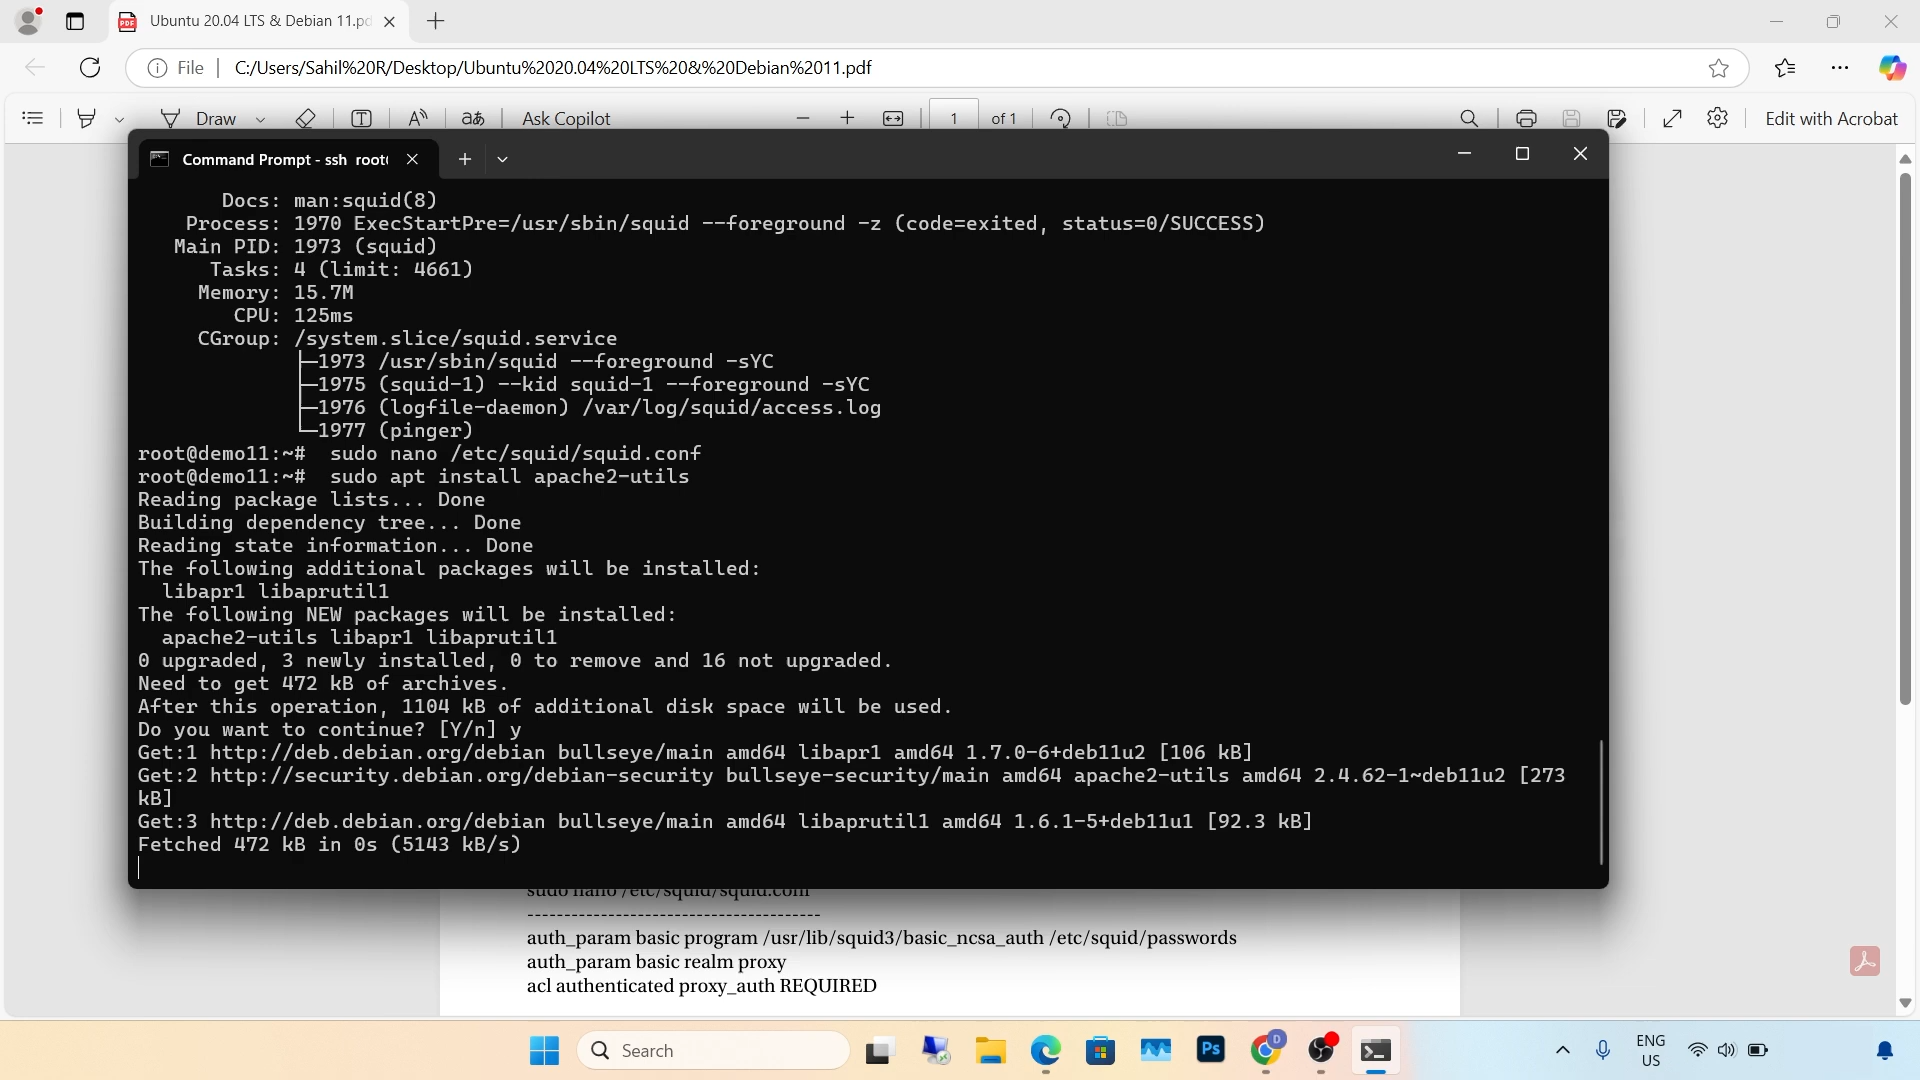 Ubuntu 20.04 LTS & Debian 11.pd
File
C:/Users/Sahil%20R/Desktop/Ubuntu%2020.04%20LTS%20&%20Debian%2011.pdf
Draw
Ask Copilot
1
of 1
Edit with Acrobat
Command Prompt - ssh root(
Docs: man:squid(8)
Process: 1970 ExecStartPre=/usr/sbin/squid --foreground -z (code=exited, status=0/SUCCESS)
Main PID: 1973 (squid)
Tasks: 4 (limit: 4661)
Memory: 15.7M
CPU: 125ms
CGroup: /system.slice/squid.service
├─1973 /usr/sbin/squid --foreground -sYC
├─1975 (squid-1) --kid squid-1 --foreground -sYC
├─1976 (logfile-daemon) /var/log/squid/access.log
└─1977 (pinger)
root@demo11:~# sudo nano /etc/squid/squid.conf
root@demo11:~# sudo apt install apache2-utils
Reading package lists... Done
Building dependency tree... Done
Reading state information... Done
The following additional packages will be installed:
libapr1 libaprutil1
The following NEW packages will be installed:
apache2-utils libapr1 libaprutil1
0 upgraded, 3 newly installed, 0 to remove and 16 not upgraded.
Need to get 472 kB of archives.
After this operation, 1104 kB of additional disk space will be used.
Do you want to continue? [Y/n] y
Get:1 http://deb.debian.org/debian bullseye/main amd64 libapr1 amd64 1.7.0-6+deb11u2 [106 kB]
Get:2 http://security.debian.org/debian-security bullseye-security/main amd64 apache2-utils amd64 2.4.62-1~deb11u2 [273
kB]
Get:3 http://deb.debian.org/debian bullseye/main amd64 libaprutil1 amd64 1.6.1-5+deb11u1 [92.3 kB]
Fetched 472 kB in 0s (5143 kB/s)
sudo nano /etc/squid/squid.conf
----------------------------------------
auth_param basic program /usr/lib/squid3/basic_ncsa_auth /etc/squid/passwords
auth_param basic realm proxy
acl authenticated proxy_auth REQUIRED
Search
Ps
D
ENG
US